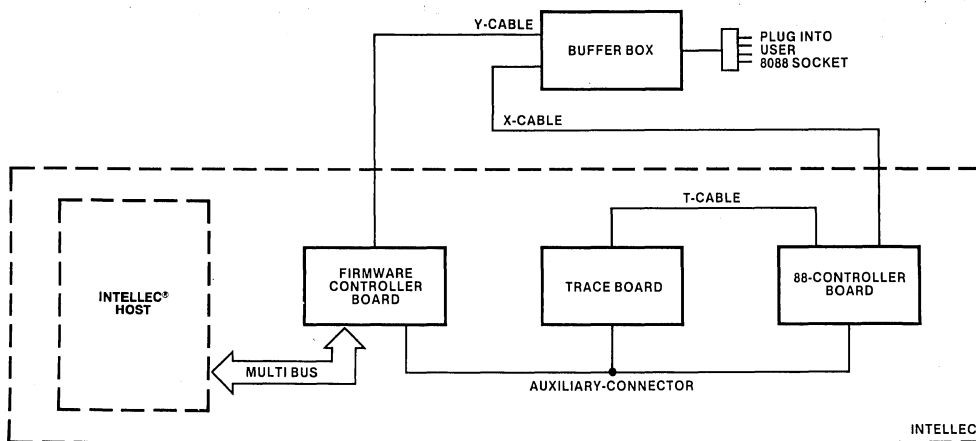 Y-CABLE
BUFFER BOX
PLUG INTO
USER
8088 SOCKET
X-CABLE
T-CABLE
INTELLEC®
HOST
FIRMWARE
CONTROLLER
BOARD
TRACE BOARD
88-CONTROLLER
BOARD
MULTI BUS
AUXILIARY-CONNECTOR
INTELLEC